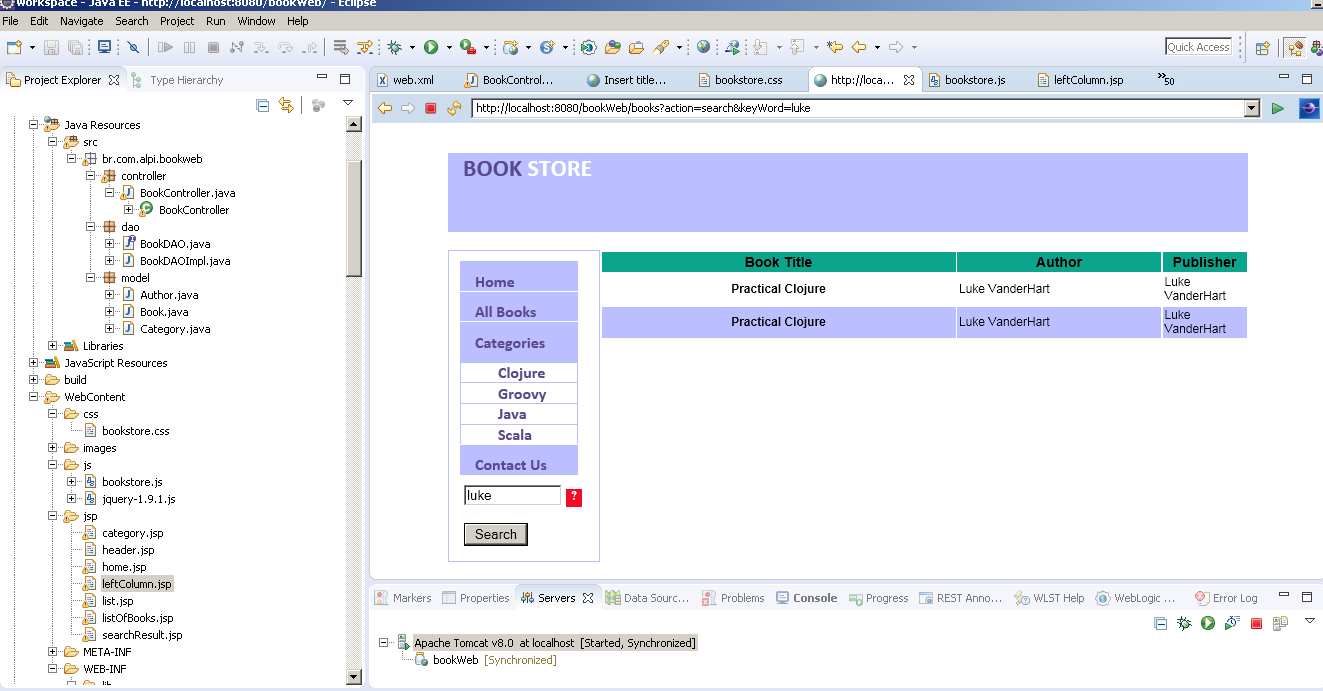 workspace - Java EE - http://localhost:8080/bookWeb/ - Eclipse
File Edit Navigate Search Project Run Window Help
Quick Access
Project Explorer Type Hierarchy
Java Resources
src
br.com.alpi.bookweb
controller
BookController.java
BookController
dao
BookDAO.java
BookDAOImpl.java
model
Author.java
Book.java
Category.java
Libraries
JavaScript Resources
build
WebContent
css
bookstore.css
images
js
bookstore.js
jquery-1.9.1.js
jsp
category.jsp
header.jsp
home.jsp
leftColumn.jsp
list.jsp
listOfBooks.jsp
searchResult.jsp
META-INF
WEB-INF
lib
web.xml BookControl... Insert title... bookstore.css http://loca... bookstore.js leftColumn.jsp »50
http://localhost:8080/bookWeb/books?action=search&keyWord=luke
BOOK STORE
Home
All Books
Categories
Clojure
Groovy
Java
Scala
Contact Us
luke ?
Search
Book Title Author Publisher
Practical Clojure Luke VanderHart Luke
VanderHart
Practical Clojure Luke VanderHart Luke
VanderHart
Markers Properties Servers Data Sourc... Problems Console Progress REST Anno... WLST Help WebLogic ... Error Log
Apache Tomcat v8.0 at localhost [Started, Synchronized]
bookWeb [Synchronized]